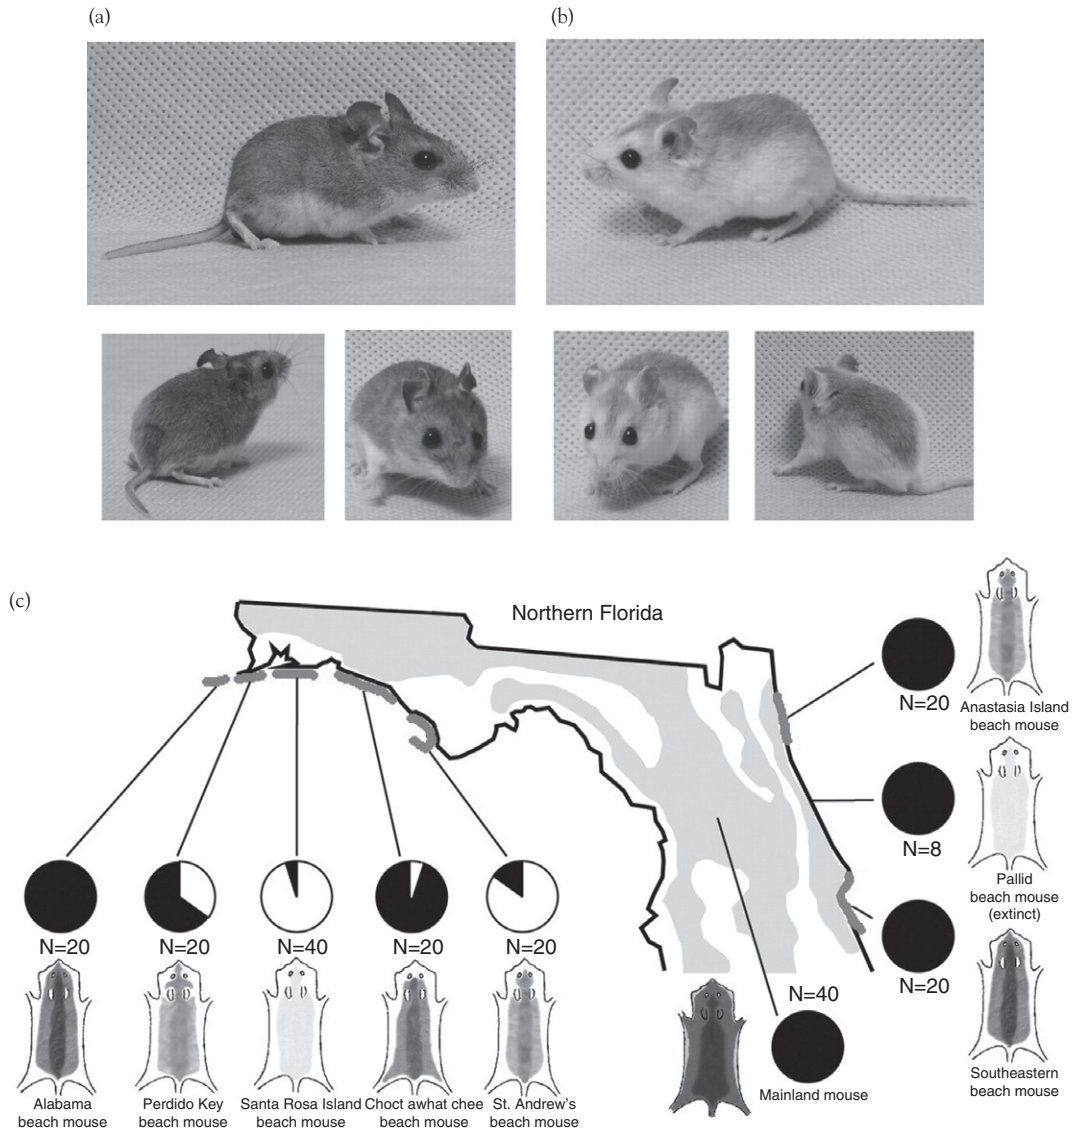 (a)
(b)
(c)
Northern Florida
N=20
Anastasia Island
beach mouse
N=8
Pallid
beach mouse
(extinct)
N=20
Southeastern
beach mouse
N=20
N=20
N=40
N=20
N=20
Alabama
beach mouse
Perdido Key
beach mouse
Santa Rosa Island
beach mouse
Choct awhat chee
beach mouse
St. Andrew's
beach mouse
N=40
Mainland mouse